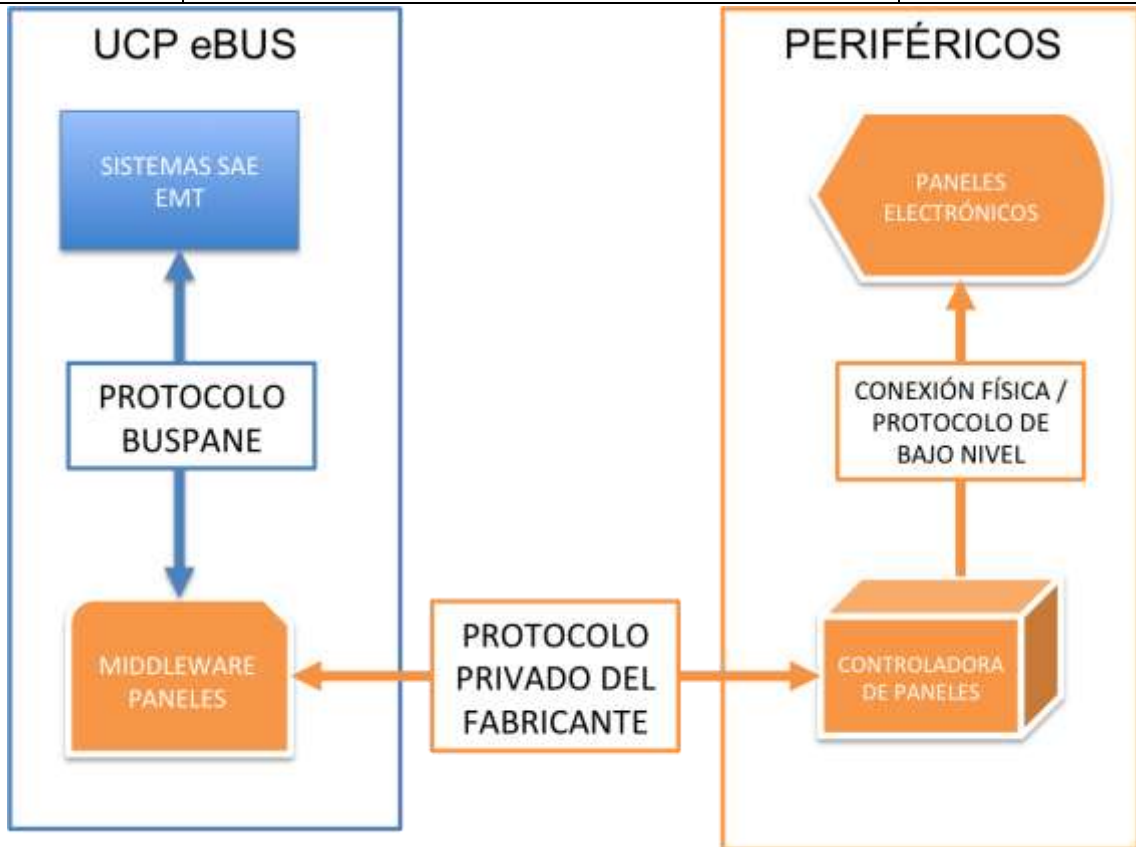 UCP eBUS
SISTEMAS SAE
EMT
PROTOCOLO
BUSPANE
MIDDLEWARE
PANELES
PROTOCOLO
PRIVADO DEL
FABRICANTE
PERIFÉRICOS
PANELES
ELECTRÓNICOS
CONEXIÓN FÍSICA /
PROTOCOLO DE
BAJO NIVEL
CONTROLADORA
DE PANELES